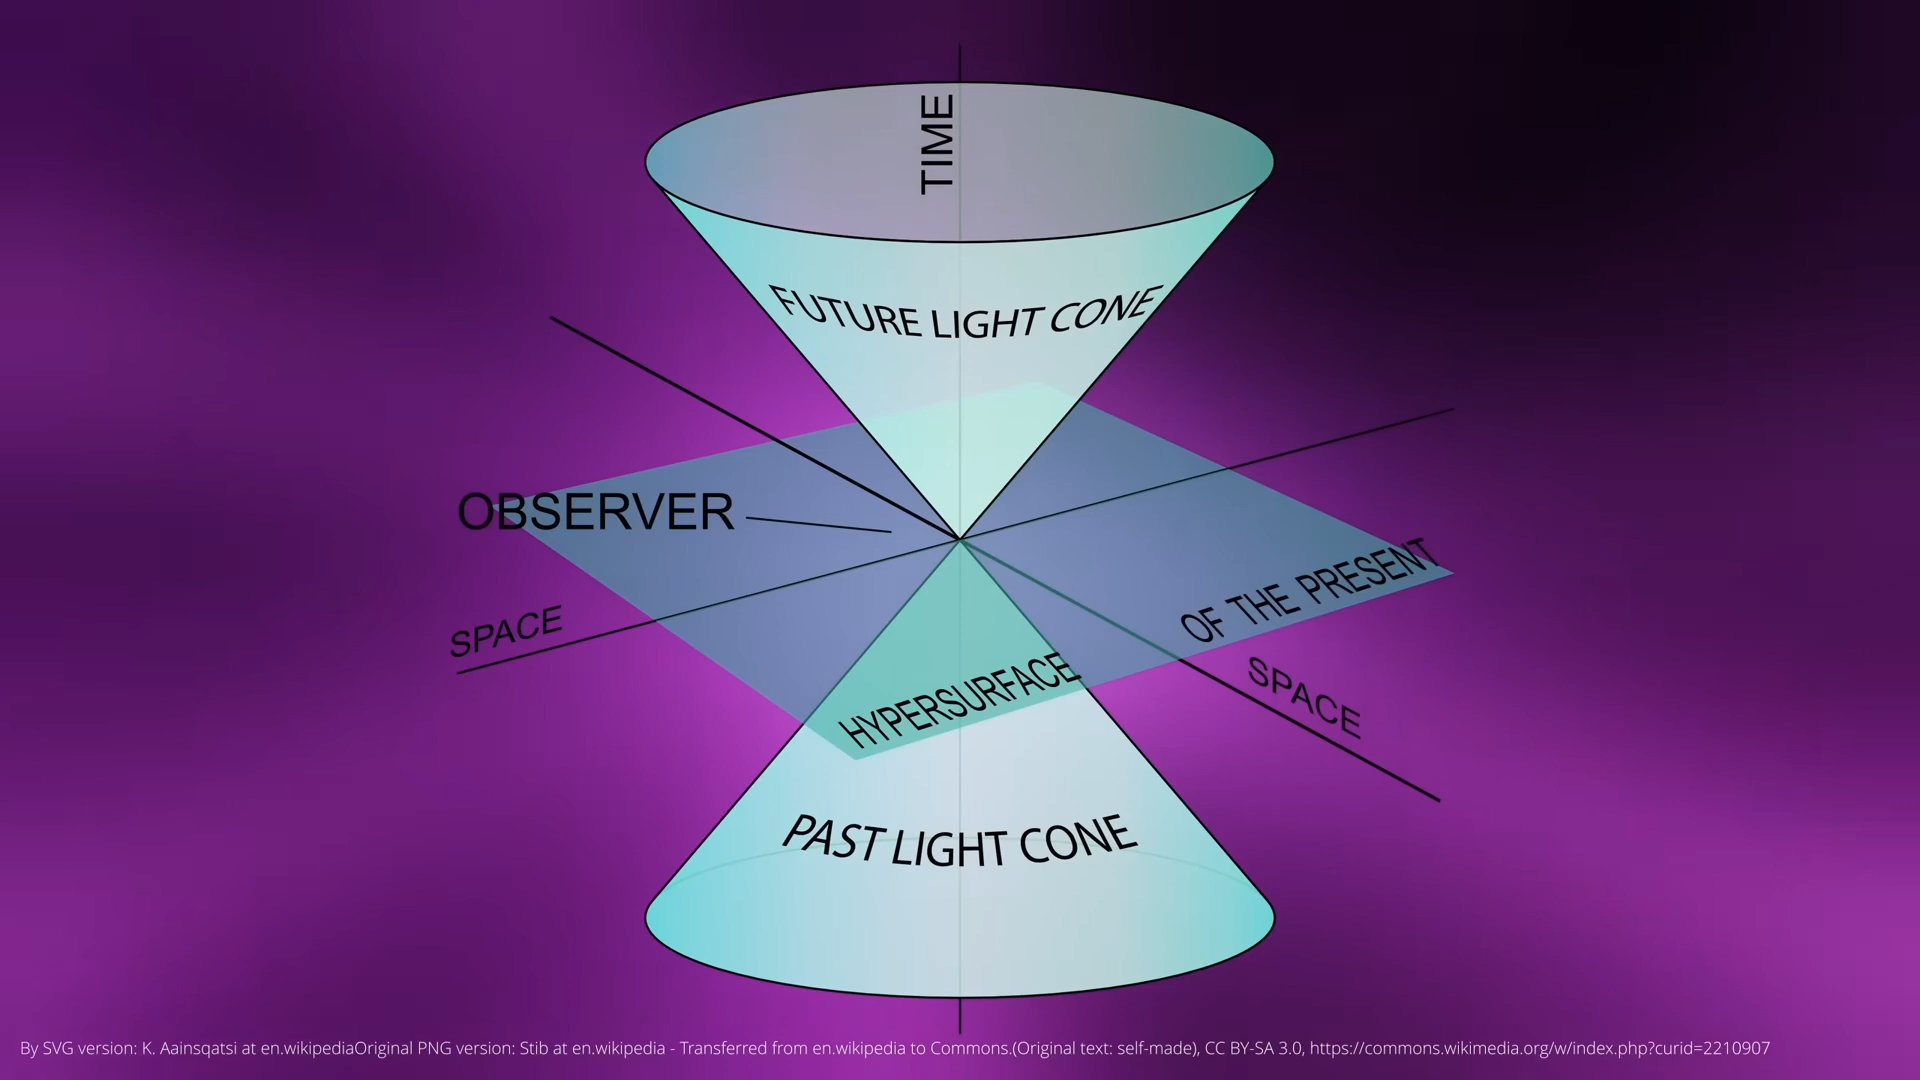 TIME
FUTURE LIGHT CONE
OBSERVER
SPACE
OF THE PRESENT
HYPERSURFACE
SPACE
PAST LIGHT CONE
By SVG version: K. Aainsqatsi at en.wikipediaOriginal PNG version: Stib at en.wikipedia - Transferred from en.wikipedia to Commons.(Original text: self-made), CC BY-SA 3.0, https://commons.wikimedia.org/w/index.php?curid=2210907